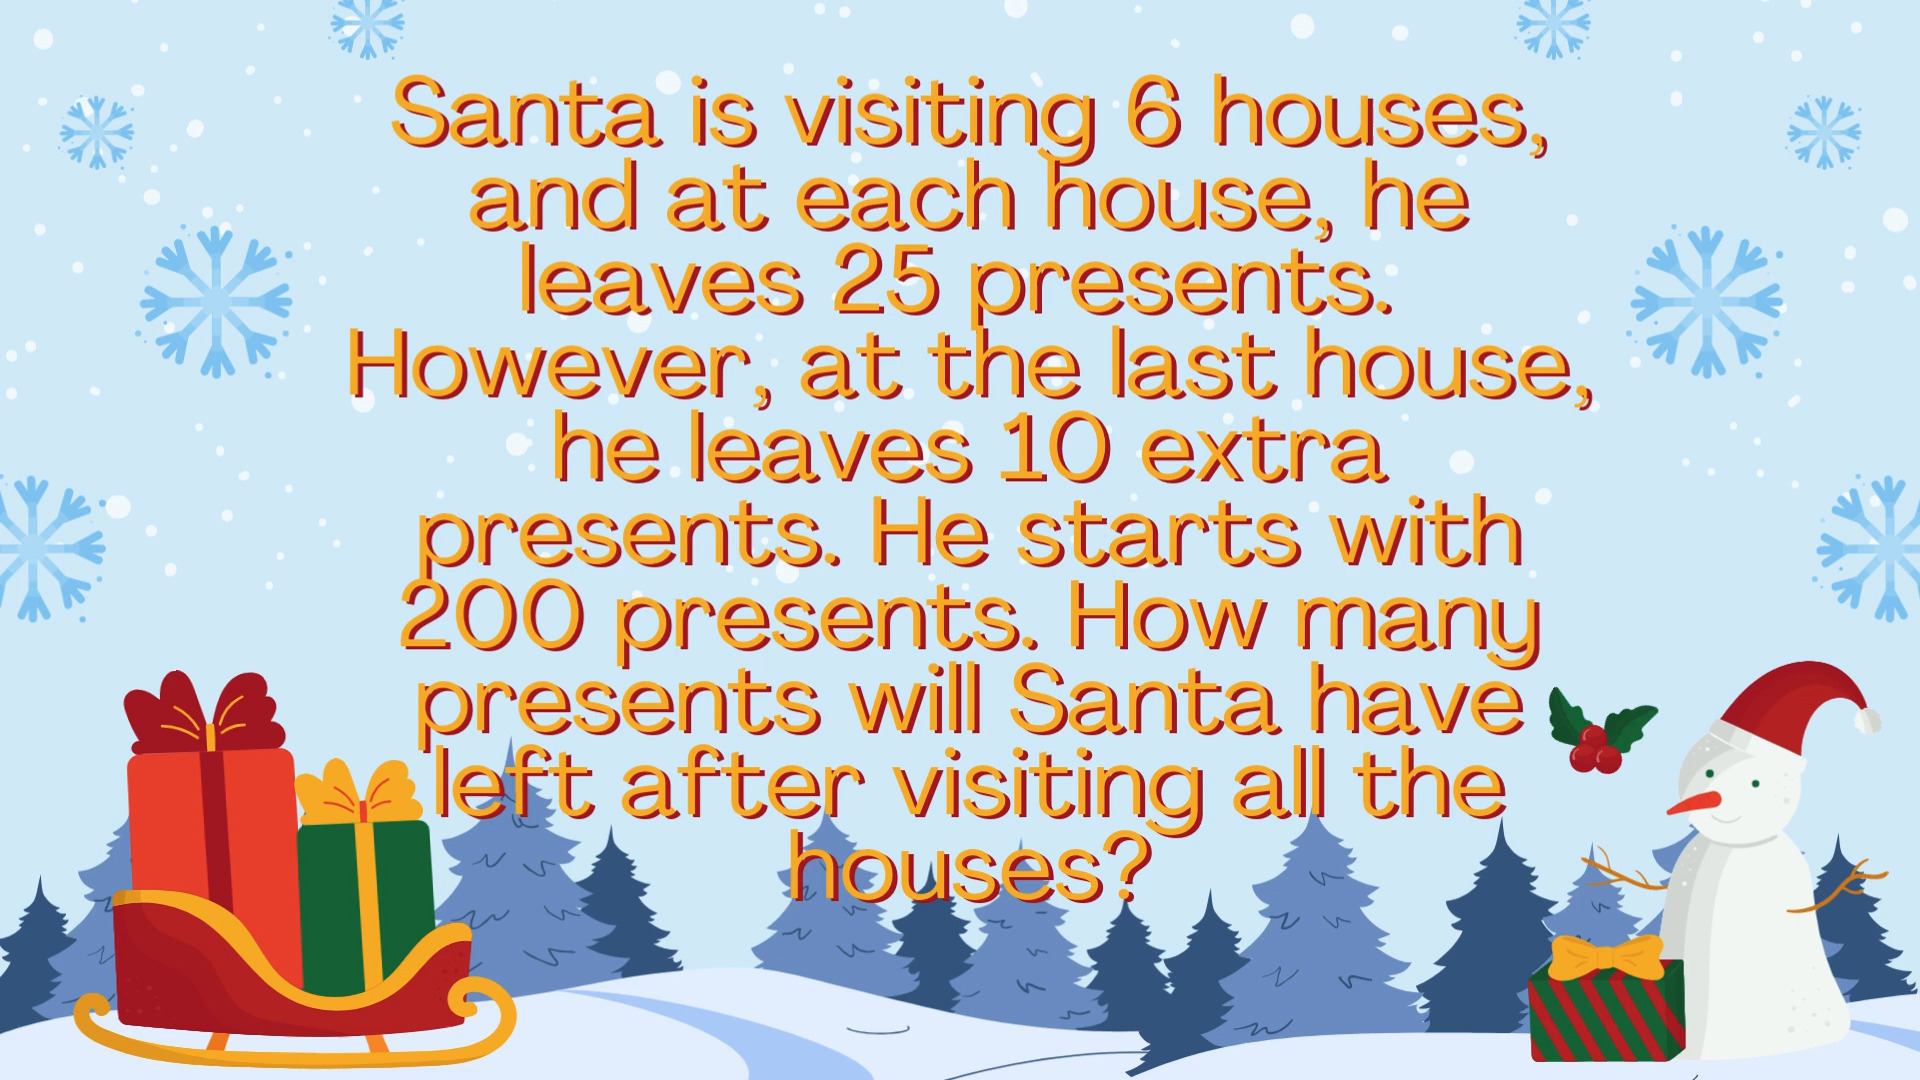 Santa is visiting 6 houses,
and at each house, he
leaves 25 presents.
However, at the last house,
he leaves 10 extra
presents. He starts with
200 presents. How many
presents will Santa have
left after visiting all the
houses?